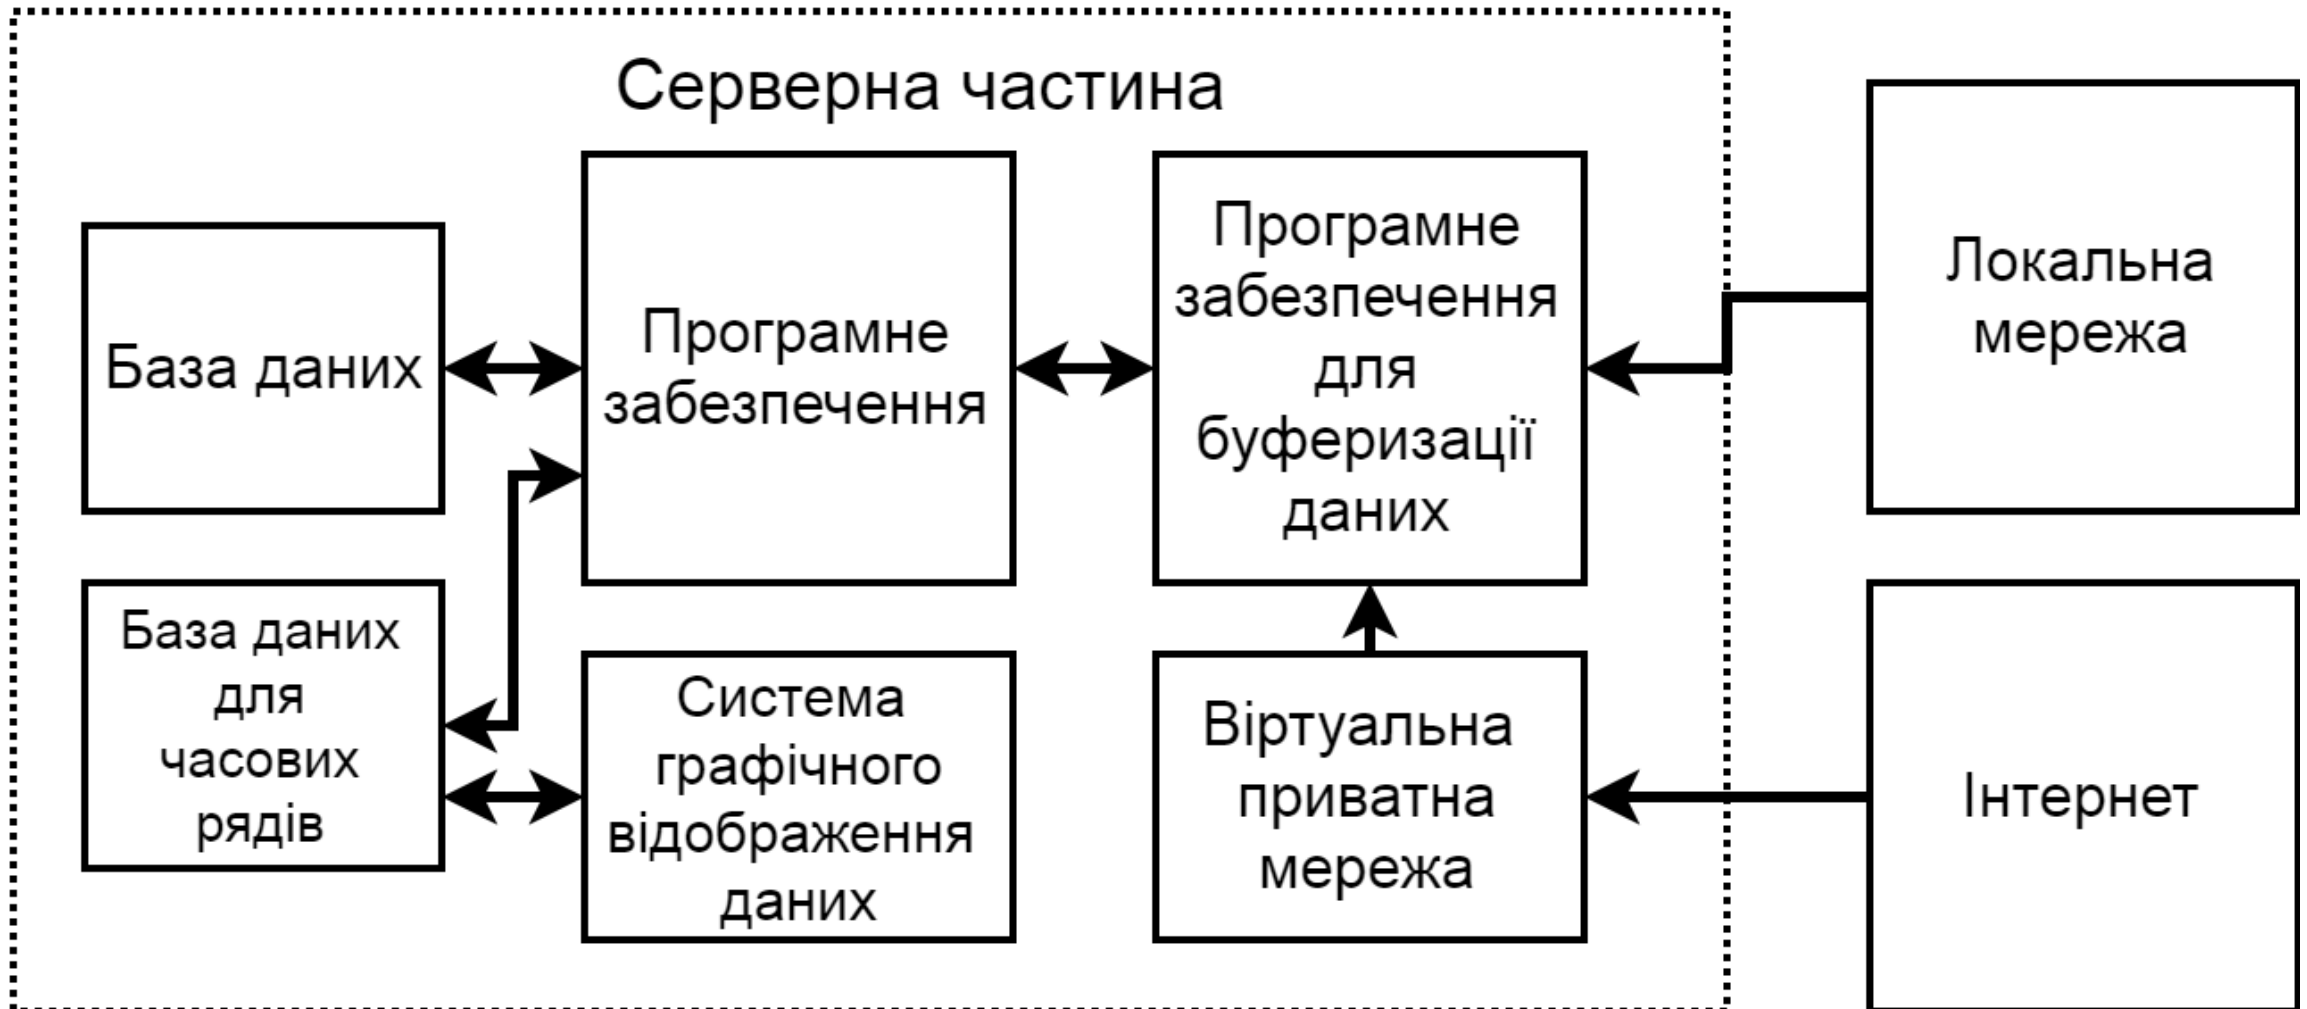 Серверна частина
База даних
Програмне
забезпечення
Програмне
забезпечення
для
буферизації
даних
Локальна
мережа
База даних
для
часових
рядів
Система
графічного
відображення
даних
Віртуальна
приватна
мережа
Інтернет